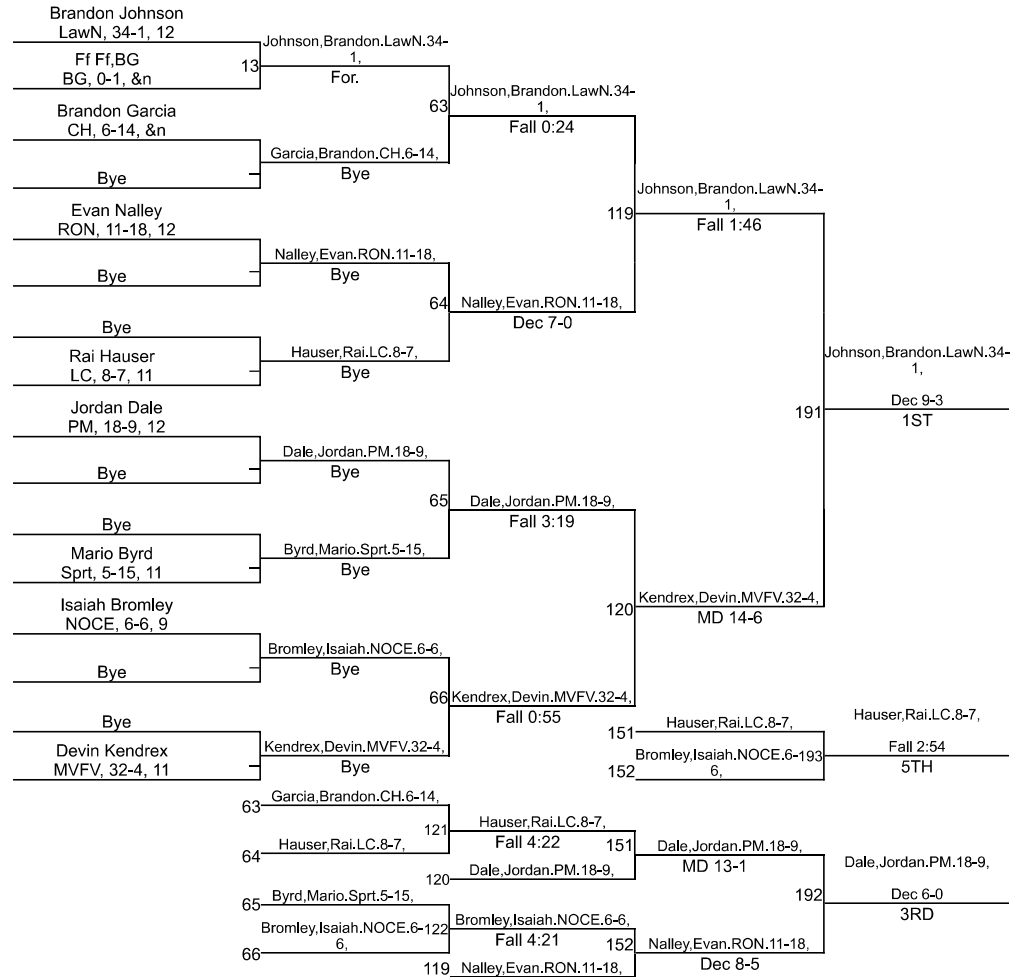 Brandon Johnson
LawN, 34-1, 12
Ff Ff,BG
BG, 0-1, &n
Brandon Garcia
CH, 6-14, &n
Bye
Evan Nalley
RON, 11-18, 12
Bye
Bye
Rai Hauser
LC, 8-7, 11
Jordan Dale
PM, 18-9, 12
Bye
Bye
Mario Byrd
Sprt, 5-15, 11
Isaiah Bromley
NOCE, 6-6, 9
Bye
Bye
Devin Kendrex
MVFV, 32-4, 11
13
Johnson,Brandon.LawN.34-
1,
For.
Garcia,Brandon.CH.6-14,
Bye
Nalley,Evan.RON.11-18,
Bye
Hauser,Rai.LC.8-7,
Bye
Dale,Jordan.PM.18-9,
Bye
Byrd,Mario.Sprt.5-15,
Bye
Bromley,Isaiah.NOCE.6-6,
Bye
Kendrex,Devin.MVFV.32-4,
Bye
63
Johnson,Brandon.LawN.34-
1,
Fall 0:24
64
Nalley,Evan.RON.11-18,
Dec 7-0
65
Dale,Jordan.PM.18-9,
Fall 3:19
66
Kendrex,Devin.MVFV.32-4,
Fall 0:55
119
Johnson,Brandon.LawN.34-
1,
Fall 1:46
120
Kendrex,Devin.MVFV.32-4,
MD 14-6
191
Johnson,Brandon.LawN.34-
1,
Dec 9-3
1ST
151
Hauser,Rai.LC.8-7,
152
Bromley,Isaiah.NOCE.6-
6,
193
Hauser,Rai.LC.8-7,
Fall 2:54
5TH
63
Garcia,Brandon.CH.6-14,
64
Hauser,Rai.LC.8-7,
121
Hauser,Rai.LC.8-7,
Fall 4:22
120
Dale,Jordan.PM.18-9,
151
Dale,Jordan.PM.18-9,
MD 13-1
65
Byrd,Mario.Sprt.5-15,
66
Bromley,Isaiah.NOCE.6-
6,
122
Bromley,Isaiah.NOCE.6-6,
Fall 4:21
119
Nalley,Evan.RON.11-18,
152
Nalley,Evan.RON.11-18,
Dec 8-5
192
Dale,Jordan.PM.18-9,
Dec 6-0
3RD